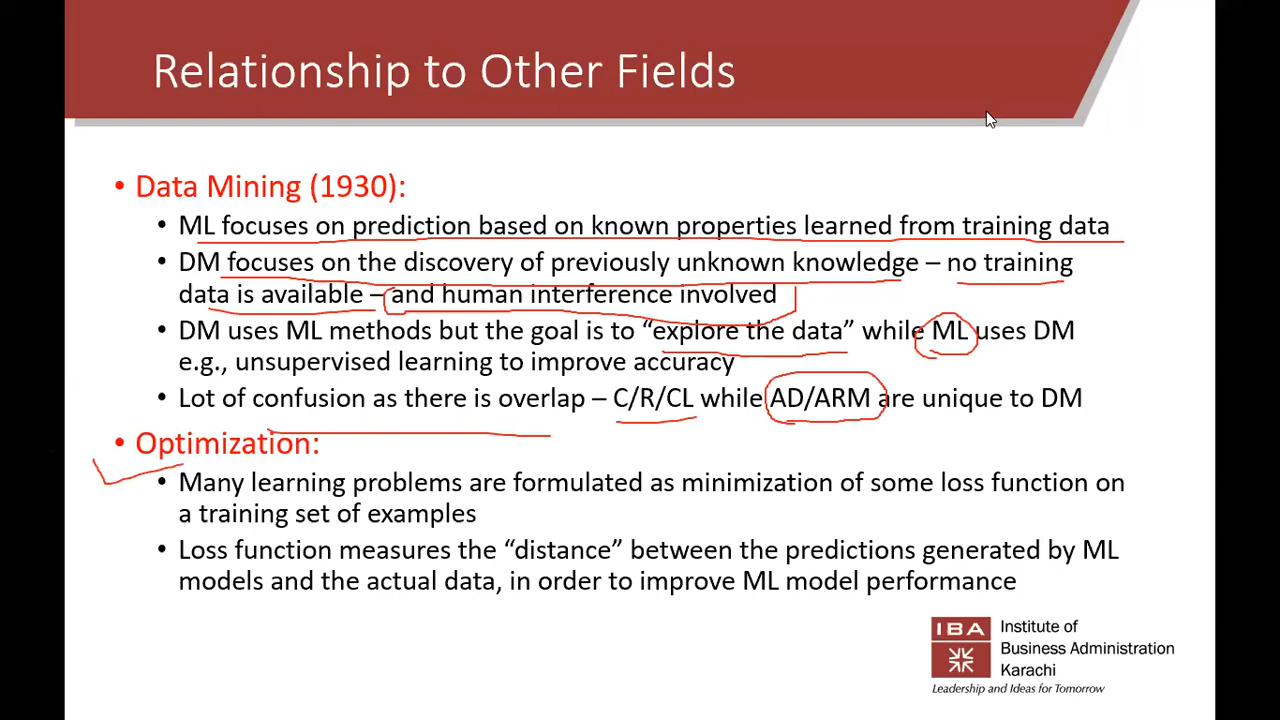 Relationship to Other Fields
• Data Mining (1930):
• ML focuses on prediction based on known properties learned from training data
• DM focuses on the discovery of previously unknown knowledge – no training
data is available – and human interference involved
• DM uses ML methods but the goal is to “explore the data” while ML uses DM
e.g., unsupervised learning to improve accuracy
• Lot of confusion as there is overlap – C/R/CL while AD/ARM are unique to DM
• Optimization:
• Many learning problems are formulated as minimization of some loss function on
a training set of examples
• Loss function measures the “distance” between the predictions generated by ML
models and the actual data, in order to improve ML model performance
IBA
Institute of
Business Administration
Karachi
Leadership and Ideas for Tomorrow